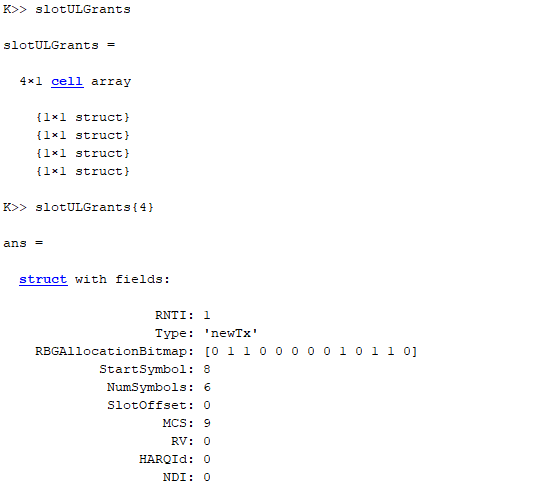 K>> slotULGrants
slotULGrants =
4×1 cell array
{1×1 struct}
{1×1 struct}
{1×1 struct}
{1×1 struct}
K>> slotULGrants{4}
ans =
struct with fields:
RNTI: 1
Type: 'newTx'
RBGAllocationBitmap: [0 1 1 0 0 0 0 0 1 0 1 1 0]
StartSymbol: 8
NumSymbols: 6
SlotOffset: 0
MCS: 9
RV: 0
HARQId: 0
NDI: 0